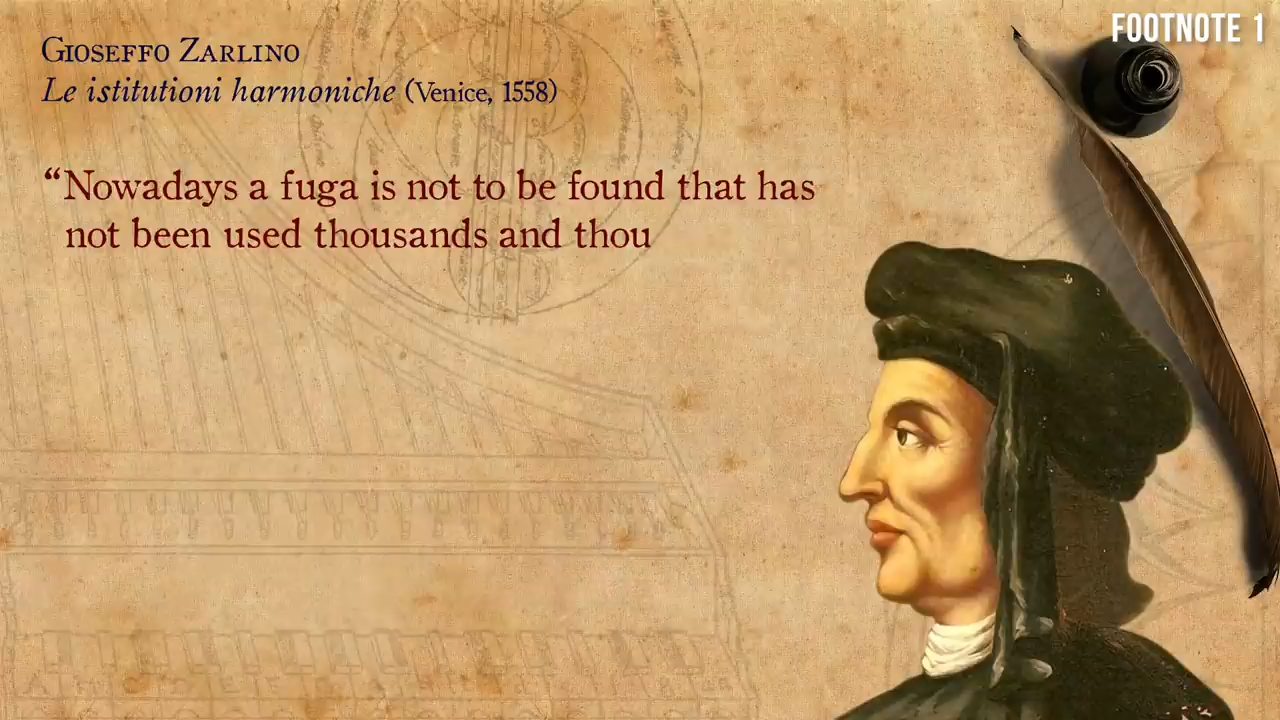 FOOTNOTE 1
GIOSEFFO ZARLINO
Le istitutioni harmoniche (Venice, 1558)
“Nowadays a fuga is not to be found that has
not been used thousands and thou